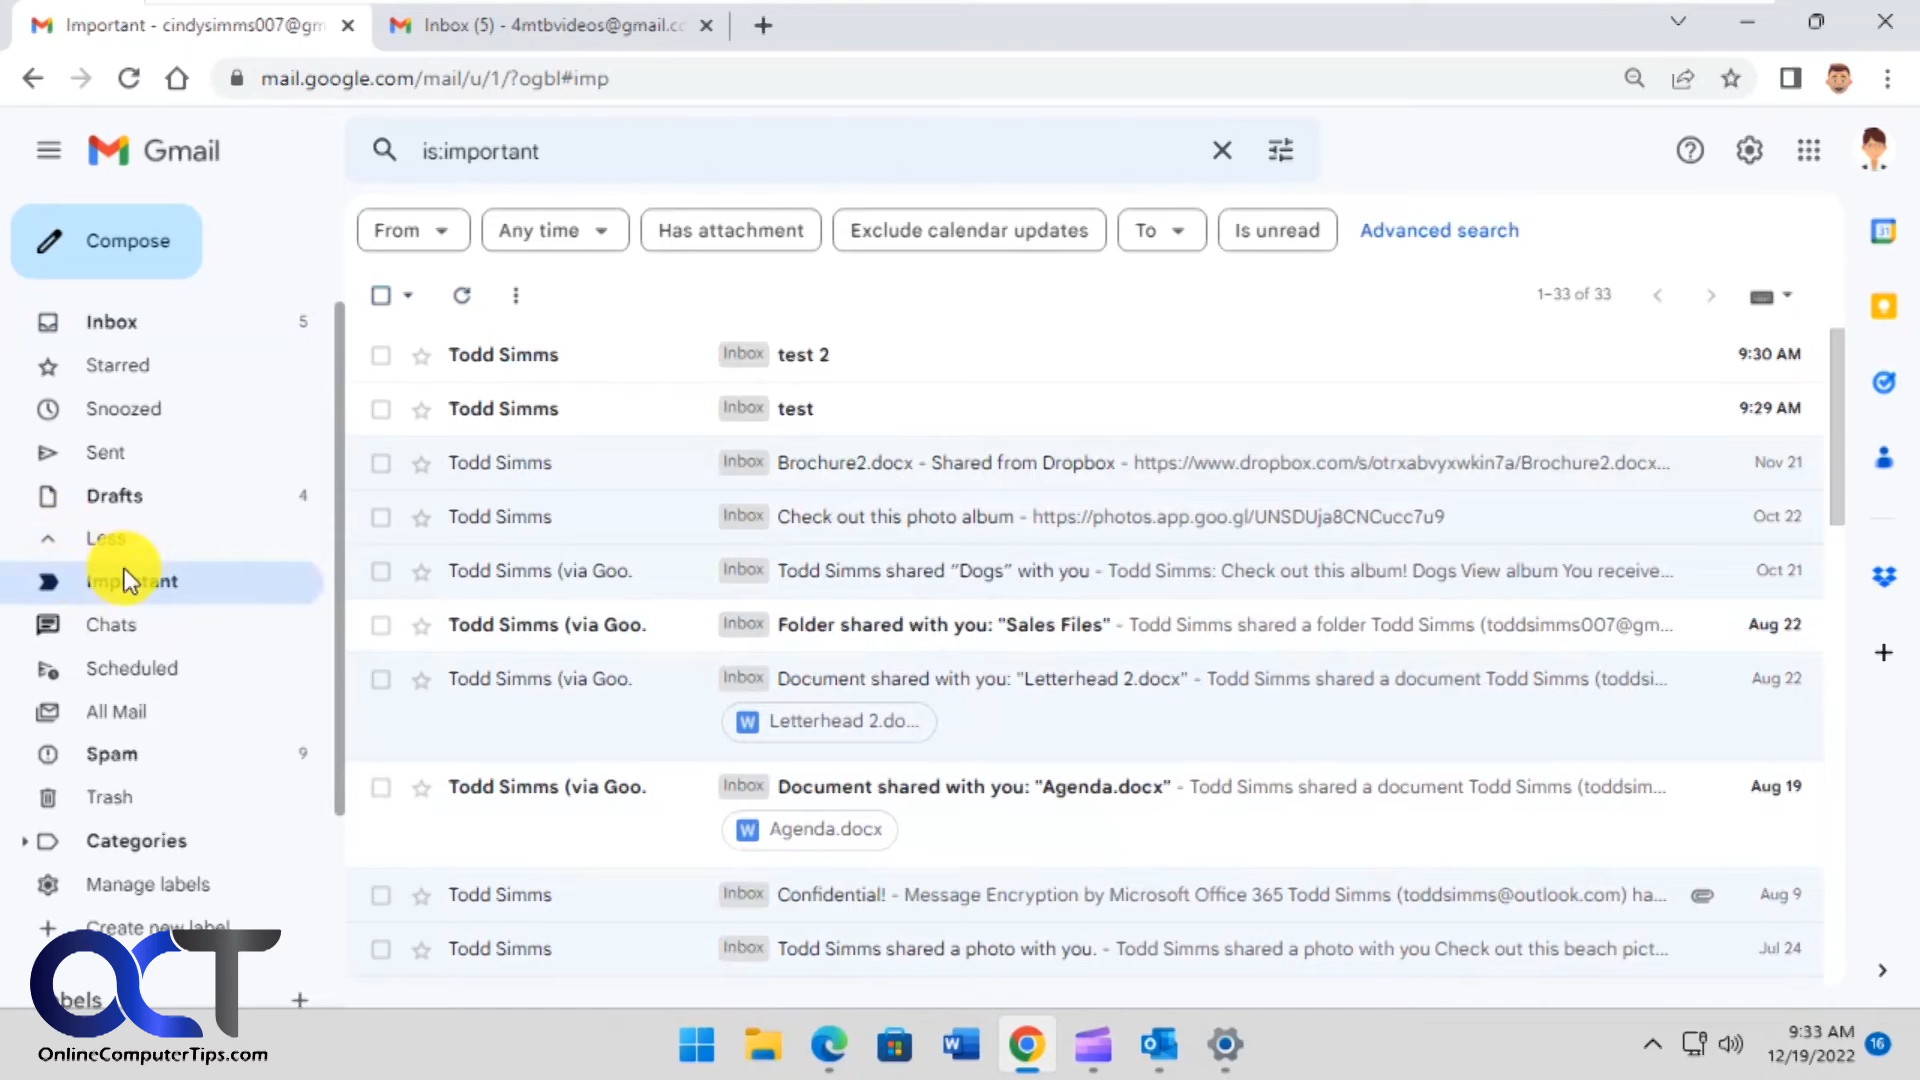 Important - cindysimms007@gm
Inbox (5) - 4mtbvideos@gmail.c
mail.google.com/mail/u/1/?ogbl#imp
Gmail
is:important
Compose
From
Any time
Has attachment
Exclude calendar updates
To
Is unread
Advanced search
1-33 of 33
Inbox 5
Starred
Snoozed
Sent
Drafts 4
Less
Important
Chats
Scheduled
All Mail
Spam 9
Trash
Categories
Manage labels
Create new label
Todd Simms Inbox test 2 9:30 AM
Todd Simms Inbox test 9:29 AM
Todd Simms Inbox Brochure2.docx - Shared from Dropbox - https://www.dropbox.com/s/otrxabvyxwkin7a/Brochure2.docx... Nov 21
Todd Simms Inbox Check out this photo album - https://photos.app.goo.gl/UNSDUja8CNCucc7u9 Oct 22
Todd Simms (via Goo. Inbox Todd Simms shared “Dogs” with you - Todd Simms: Check out this album! Dogs View album You receive... Oct 21
Todd Simms (via Goo. Inbox Folder shared with you: "Sales Files" - Todd Simms shared a folder Todd Simms (toddsimms007@gm... Aug 22
Todd Simms (via Goo. Inbox Document shared with you: "Letterhead 2.docx" - Todd Simms shared a document Todd Simms (toddsi... Aug 22
W Letterhead 2.do...
Todd Simms (via Goo. Inbox Document shared with you: "Agenda.docx" - Todd Simms shared a document Todd Simms (toddsim... Aug 19
W Agenda.docx
Todd Simms Inbox Confidential! - Message Encryption by Microsoft Office 365 Todd Simms (toddsimms@outlook.com) ha... Aug 9
Todd Simms Inbox Todd Simms shared a photo with you. - Todd Simms shared a photo with you Check out this beach pict... Jul 24
31
OCT
OnlineComputerTips.com
9:33 AM
12/19/2022
16